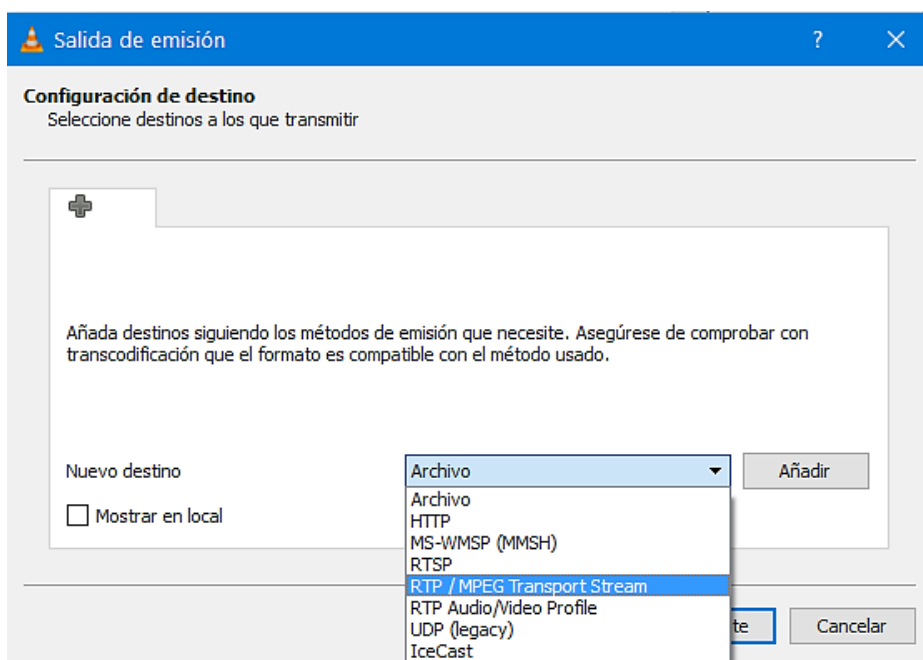 Salida de emisión
?
Configuración de destino
Seleccione destinos a los que transmitir
Añada destinos siguiendo los métodos de emisión que necesite. Asegúrese de comprobar con
transcodificación que el formato es compatible con el método usado.
Nuevo destino
Archivo
Añadir
Mostrar en local
Archivo
HTTP
MS-WMSP (MMSH)
RTSP
RTP / MPEG Transport Stream
RTP Audio/Video Profile
UDP (legacy)
IceCast
te
Cancelar